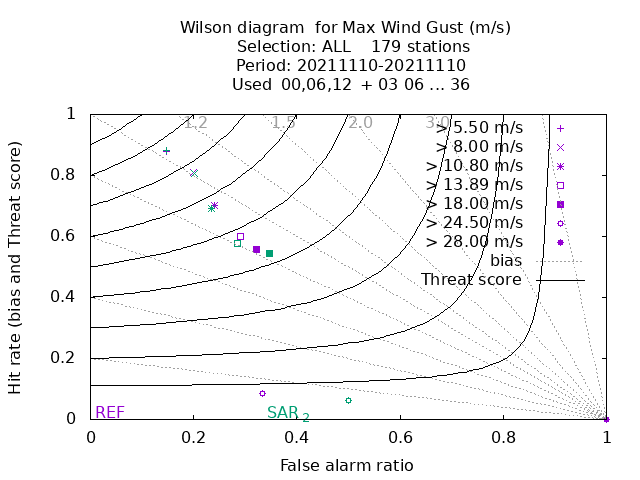 Wilson diagram  for Max Wind Gust (m/s)
Selection: ALL    179 stations
Period: 20211110-20211110
Used  00,06,12  + 03 06 ... 36
Hit rate (bias and Threat score)
1
0.8
0.6
0.4
0.2
0
1.2 1.5 2.0 3.0
> 5.50 m/s
> 8.00 m/s
> 10.80 m/s
> 13.89 m/s
> 18.00 m/s
> 24.50 m/s
> 28.00 m/s
bias
Threat score
REF SAR 2
0 0.2 0.4 0.6 0.8 1
False alarm ratio